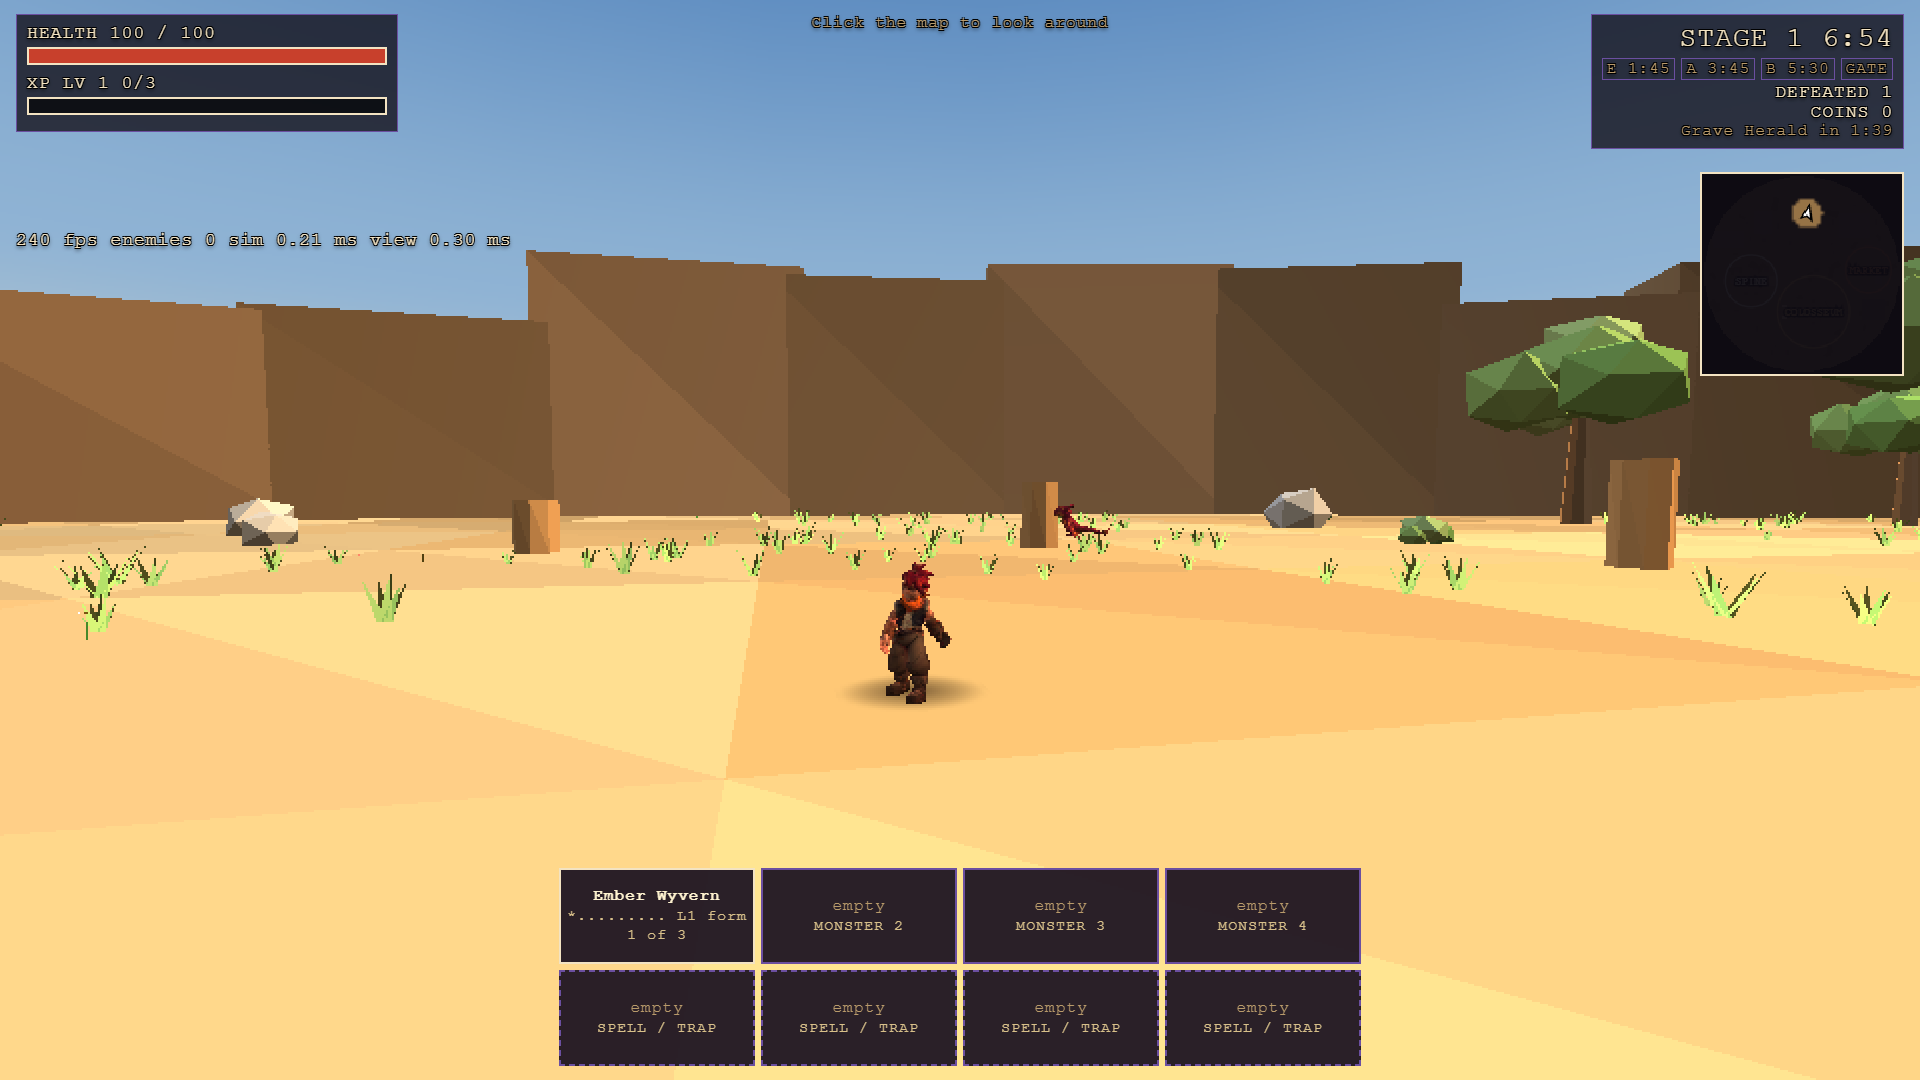 HEALTH 100 / 100
XP LV 1 0/3
Click the map to look around
STAGE 1 6:54
E 1:45 A 3:45 B 5:30 GATE
DEFEATED 1
COINS 0
Grave Herald in 1:39
240 fps enemies 0 sim 0.21 ms view 0.30 ms
Ember Wyvern
*......... L1 form
1 of 3
empty
MONSTER 2
empty
MONSTER 3
empty
MONSTER 4
empty
SPELL / TRAP
empty
SPELL / TRAP
empty
SPELL / TRAP
empty
SPELL / TRAP